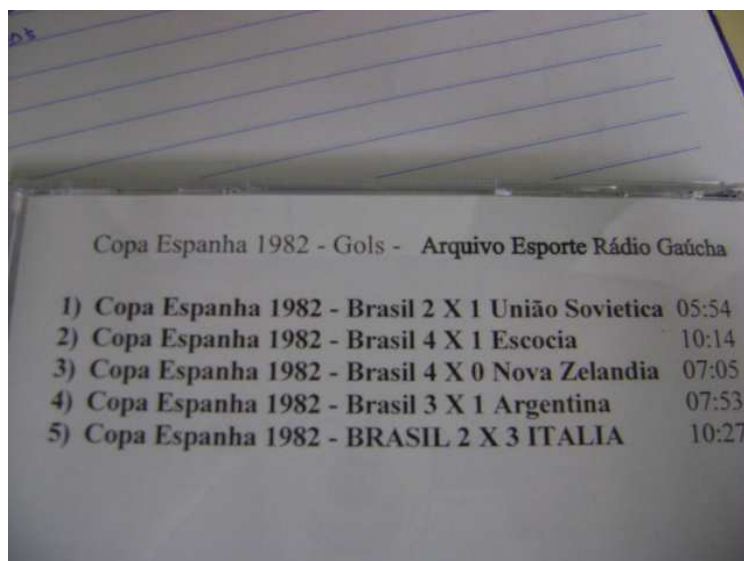 Copa Espanha 1982 - Gols - Arquivo Esporte Rádio Gaúcha
1) Copa Espanha 1982 - Brasil 2 X 1 União Sovietica 05:54
2) Copa Espanha 1982 - Brasil 4 X 1 Escocia 10:14
3) Copa Espanha 1982 - Brasil 4 X 0 Nova Zelandia 07:05
4) Copa Espanha 1982 - Brasil 3 X 1 Argentina 07:53
5) Copa Espanha 1982 - BRASIL 2 X 3 ITALIA 10:27